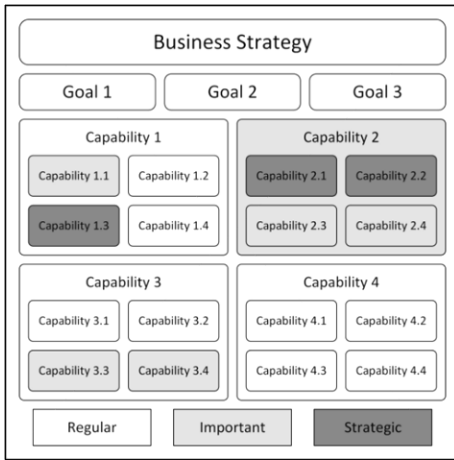 Business Strategy
Goal 1
Goal 2
Goal 3
Capability 1
Capability 1.1
Capability 1.2
Capability 1.3
Capability 1.4
Capability 2
Capability 2.1
Capability 2.2
Capability 2.3
Capability 2.4
Capability 3
Capability 3.1
Capability 3.2
Capability 3.3
Capability 3.4
Capability 4
Capability 4.1
Capability 4.2
Capability 4.3
Capability 4.4
Regular
Important
Strategic